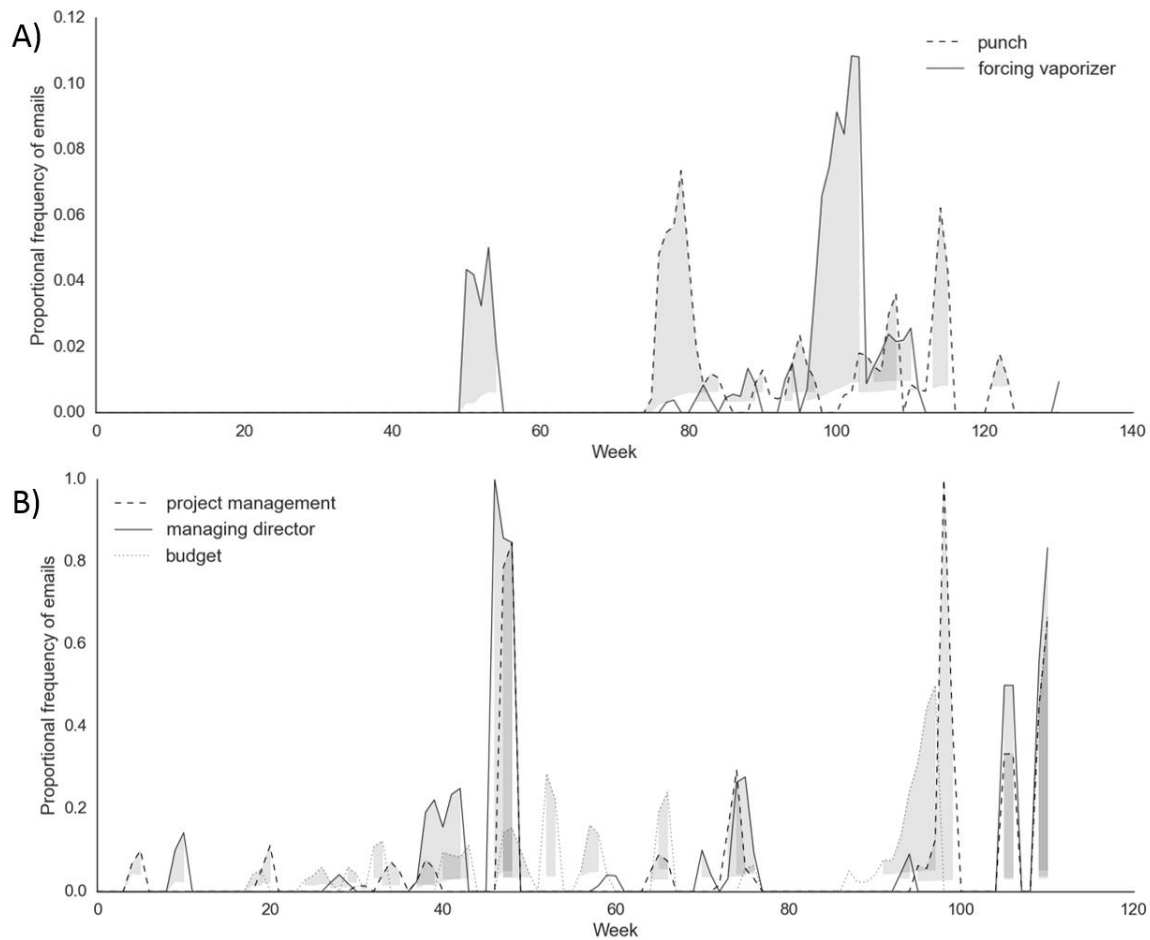 A)
0.12
0.10
0.08
0.06
0.04
0.02
0.00
Proportional frequency of emails
punch
forcing vaporizer
0 20 40 60 80 100 120 140
Week
B)
1.0
0.8
0.6
0.4
0.2
0.0
Proportional frequency of emails
project management
managing director
budget
0 20 40 60 80 100 120
Week